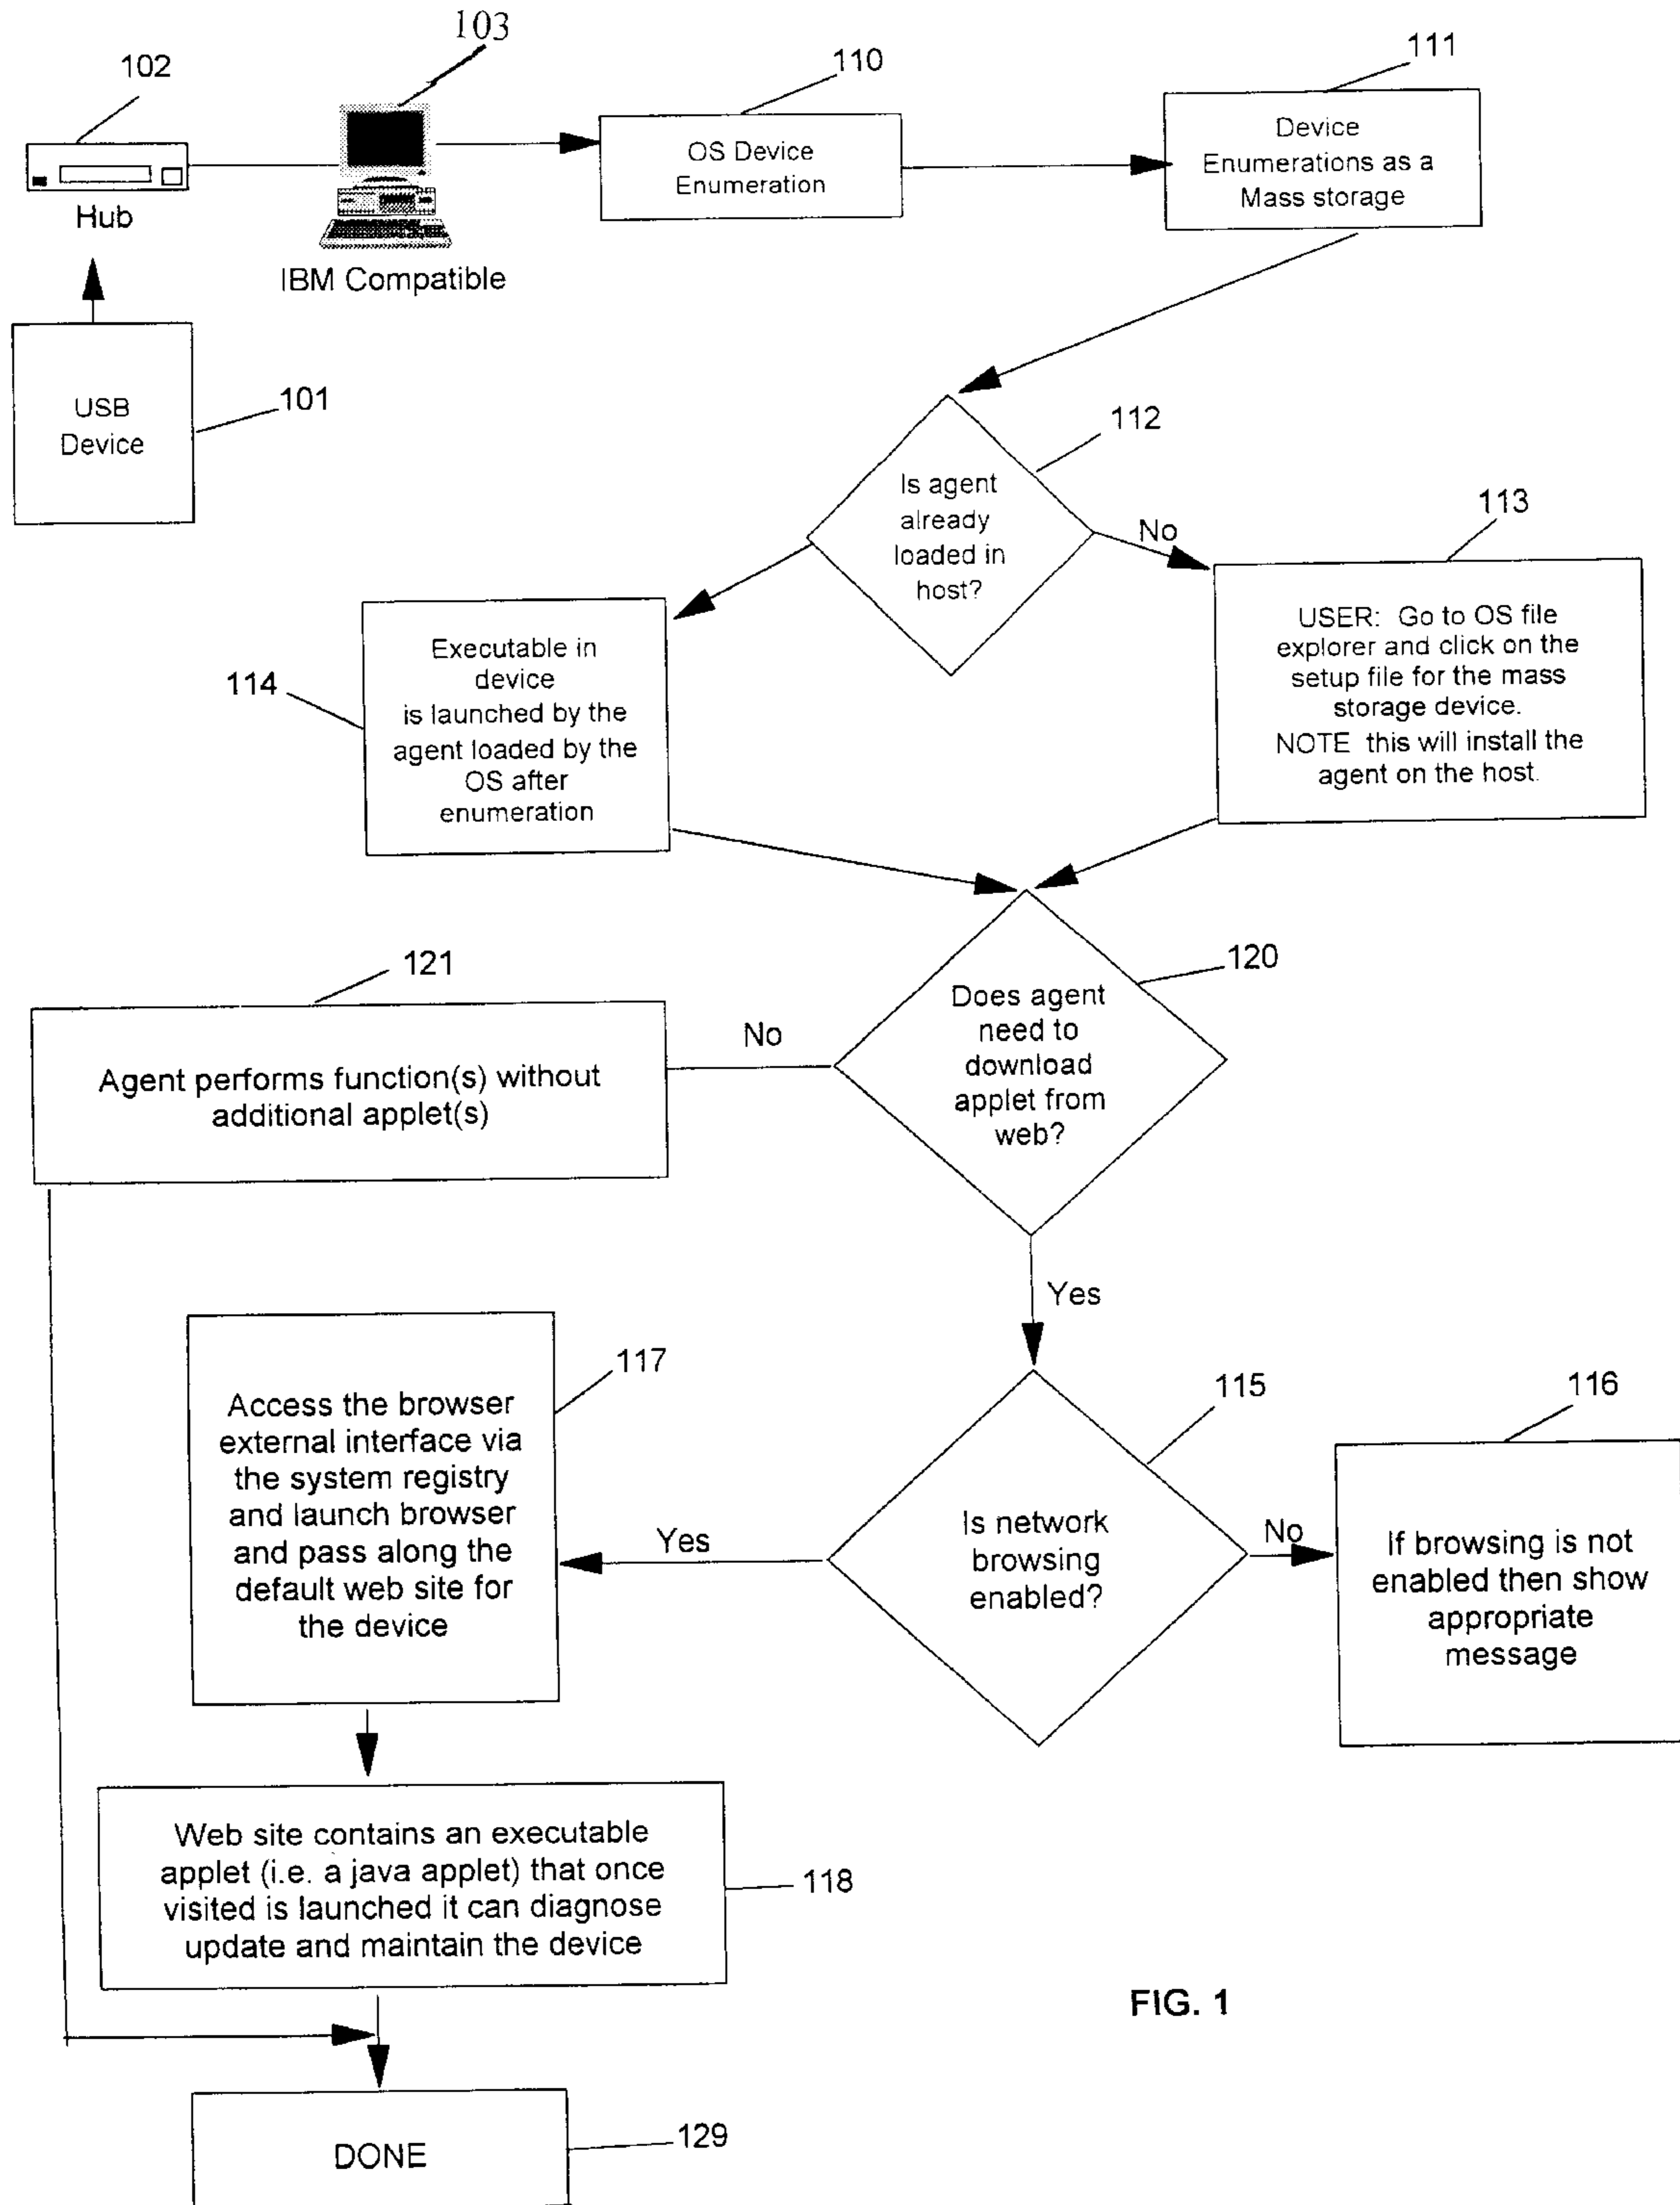 103
102
110
111
Hub
IBM Compatible
OS Device
Enumeration
Device
Enumerations as a
Mass storage
USB
Device
101
112
Is agent
already
loaded in
host?
No
113
USER: Go to OS file
explorer and click on the
setup file for the mass
storage device.
NOTE this will install the
agent on the host.
114
Executable in
device
is launched by the
agent loaded by the
OS after
enumeration
120
Does agent
need to
download
applet from
web?
No
121
Agent performs function(s) without
additional applet(s)
Yes
117
Access the browser
external interface via
the system registry
and launch browser
and pass along the
default web site for
the device
Yes
115
Is network
browsing
enabled?
No
116
If browsing is not
enabled then show
appropriate
message
Web site contains an executable
applet (i.e. a java applet) that once
visited is launched it can diagnose
update and maintain the device
118
FIG. 1
DONE
129